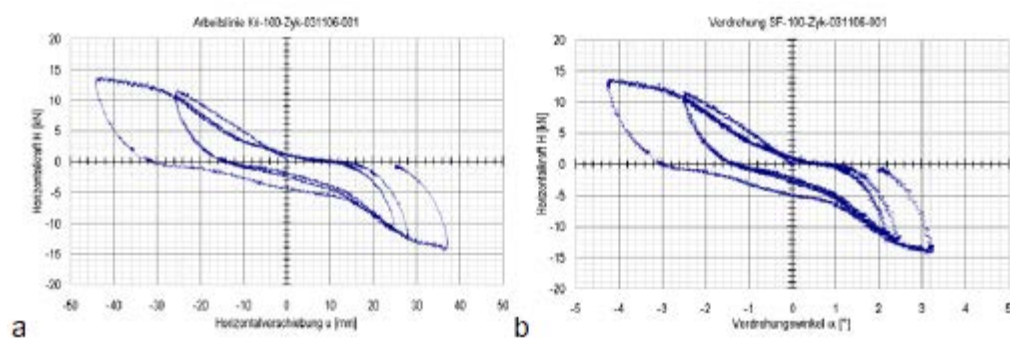 Arbeitslinie Kri-100-Zyk-031106-001
Horizontalkraft H [kN]
20
15
10
5
0
-5
-10
-15
-20
-50 -40 -30 -20 -10 0 10 20 30 40 50
Horizontalverschiebung u [mm]
a
Verdrehung SF-100-Zyk-031106-001
Horizontalkraft H [kN]
20
15
10
5
0
-5
-10
-15
-20
-5 -4 -3 -2 -1 0 1 2 3 4 5
Verdrehungswinkel α [°]
b